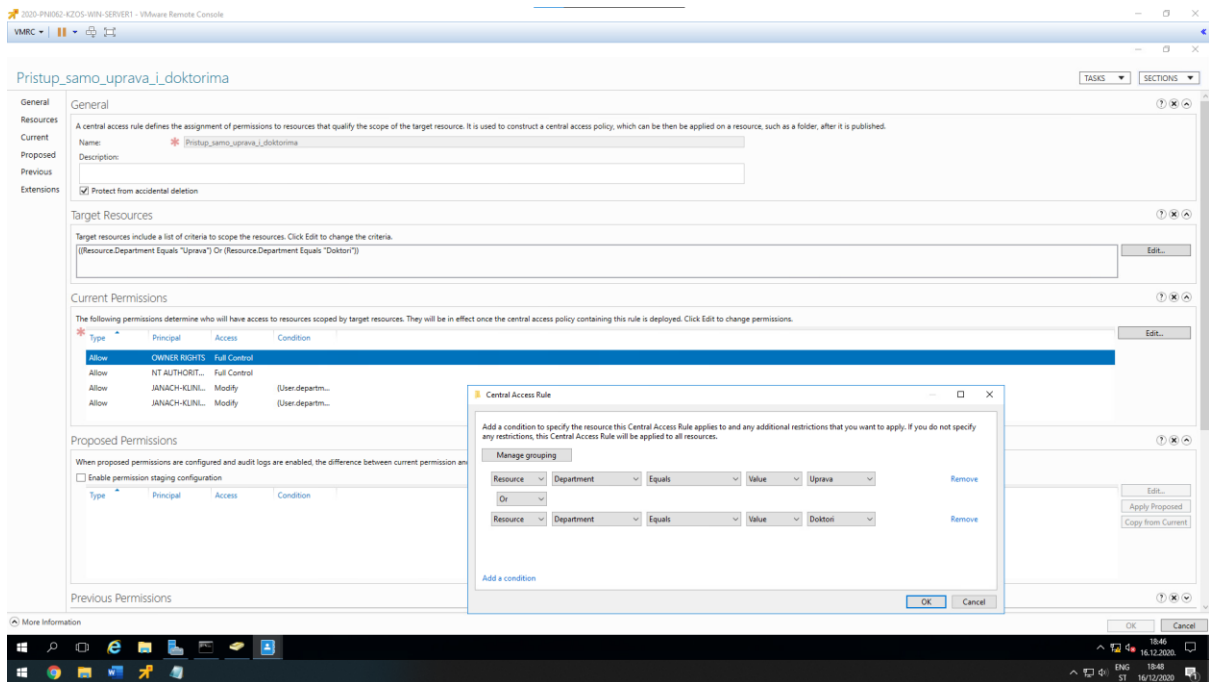 2020-PNI062-KZOS-WIN-SERVER1 - VMware Remote Console
VMRC
Pristup_samo_uprava_i_doktorima
TASKS SECTIONS
General
Resources
Current
Proposed
Previous
Extensions
General
A central access rule defines the assignment of permissions to resources that qualify the scope of the target resource. It is used to construct a central access policy, which can be then be applied on a resource, such as a folder, after it is published.
Name: * Pristup_samo_uprava_i_doktorima
Description:
Protect from accidental deletion
Target Resources
Target resources include a list of criteria to scope the resources. Click Edit to change the criteria.
((Resource.Department Equals "Uprava") Or (Resource.Department Equals "Doktori"))
Edit...
Current Permissions
The following permissions determine who will have access to resources scoped by target resources. They will be in effect once the central access policy containing this rule is deployed. Click Edit to change permissions.
* Type Principal Access Condition
Edit...
Allow OWNER RIGHTS Full Control
Allow NT AUTHORIT... Full Control
Allow JANACH-KLINI... Modify (User.departm...
Allow JANACH-KLINI... Modify (User.departm...
Proposed Permissions
When proposed permissions are configured and audit logs are enabled, the difference between current permission and
Enable permission staging configuration
Type Principal Access Condition
Edit...
Apply Proposed
Copy from Current
Previous Permissions
More Information
OK Cancel
Central Access Rule
Add a condition to specify the resource this Central Access Rule applies to and any additional restrictions that you want to apply. If you do not specify
any restrictions, this Central Access Rule will be applied to all resources.
Manage grouping
Resource Department Equals Value Uprava Remove
Or
Resource Department Equals Value Doktori Remove
Add a condition
OK Cancel
18:46
16.12.2020.
ENG 18:48
ST 16/12/2020